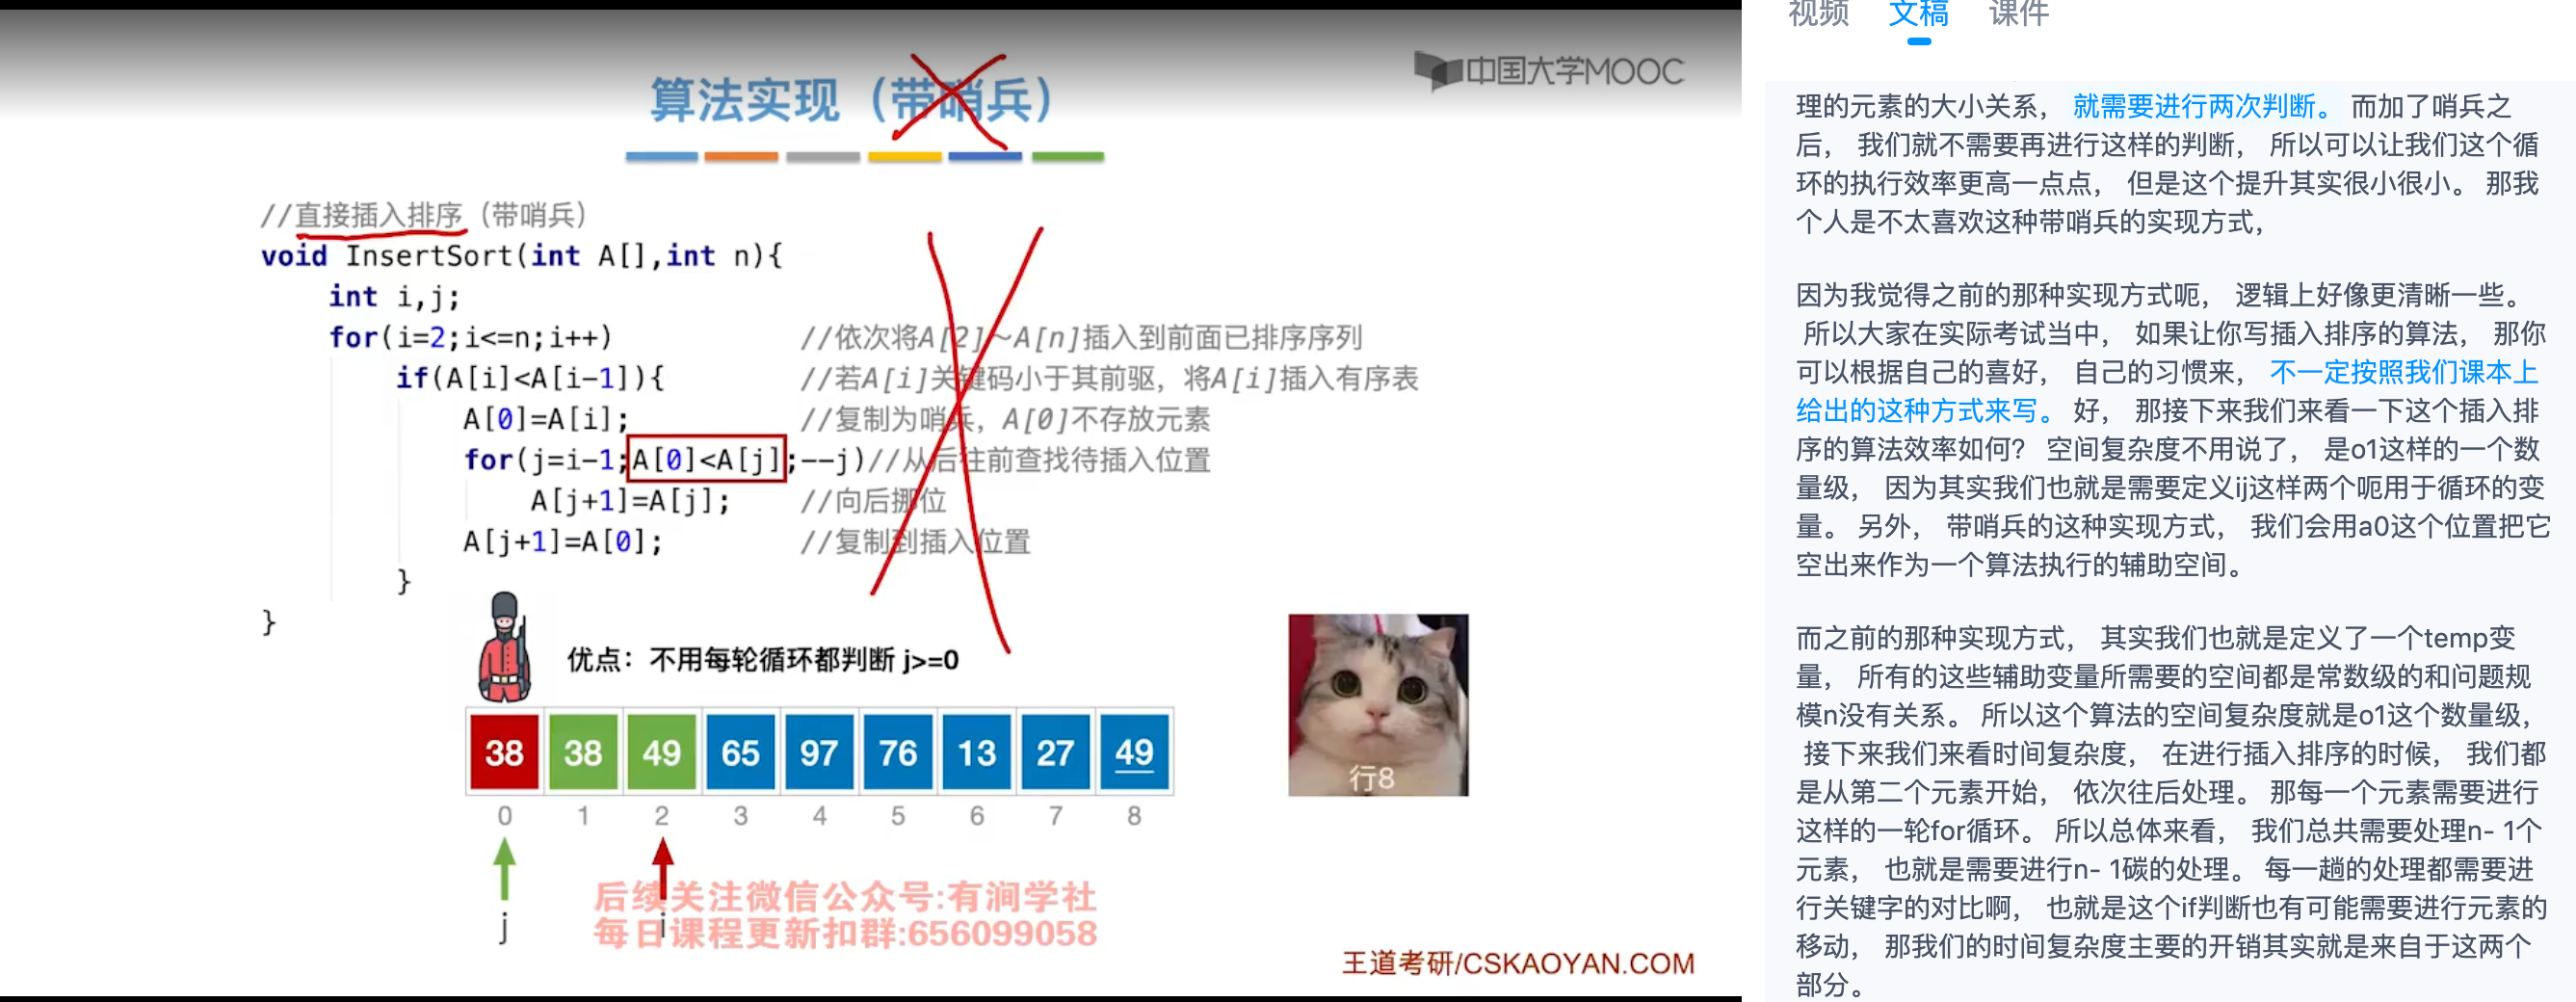 中国大学MOOC
算法实现（带哨兵）
//直接插入排序（带哨兵）
void InsertSort(int A[],int n){
int i,j;
for(i=2;i<=n;i++) //依次将A[2]～A[n]插入到前面已排序序列
if(A[i]<A[i-1]){ //若A[i]关键码小于其前驱，将A[i]插入有序表
A[0]=A[i]; //复制为哨兵，A[0]不存放元素
for(j=i-1;A[0]<A[j];--j)//从后往前查找待插入位置
A[j+1]=A[j]; //向后挪位
A[j+1]=A[0]; //复制到插入位置
}
}
优点：不用每轮循环都判断 j>=0
38 38 49 65 97 76 13 27 49
0 1 2 3 4 5 6 7 8
j i
行8
后续关注微信公众号:有涧学社
每日课程更新扣群:656099058
王道考研/CSKAOYAN.COM
视频 文稿 课件
理的元素的大小关系， 就需要进行两次判断。 而加了哨兵之
后， 我们就不需要再进行这样的判断， 所以可以让我们这个循
环的执行效率更高一点点， 但是这个提升其实很小很小。 那我
个人是不太喜欢这种带哨兵的实现方式，
因为我觉得之前的那种实现方式呃， 逻辑上好像更清晰一些。
所以大家在实际考试当中， 如果让你写插入排序的算法， 那你
可以根据自己的喜好， 自己的习惯来， 不一定按照我们课本上
给出的这种方式来写。 好， 那接下来我们来看一下这个插入排
序的算法效率如何？ 空间复杂度不用说了， 是o1这样的一个数
量级， 因为其实我们也就是需要定义ij这样两个呃用于循环的变
量。 另外， 带哨兵的这种实现方式， 我们会用a0这个位置把它
空出来作为一个算法执行的辅助空间。
而之前的那种实现方式， 其实我们也就是定义了一个temp变
量， 所有的这些辅助变量所需要的空间都是常数级的和问题规
模n没有关系。 所以这个算法的空间复杂度就是o1这个数量级，
接下来我们来看时间复杂度， 在进行插入排序的时候， 我们都
是从第二个元素开始， 依次往后处理。 那每一个元素需要进行
这样的一轮for循环。 所以总体来看， 我们总共需要处理n- 1个
元素， 也就是需要进行n- 1碳的处理。 每一趟的处理都需要进
行关键字的对比啊， 也就是这个if判断也有可能需要进行元素的
移动， 那我们的时间复杂度主要的开销其实就是来自于这两个
部分。